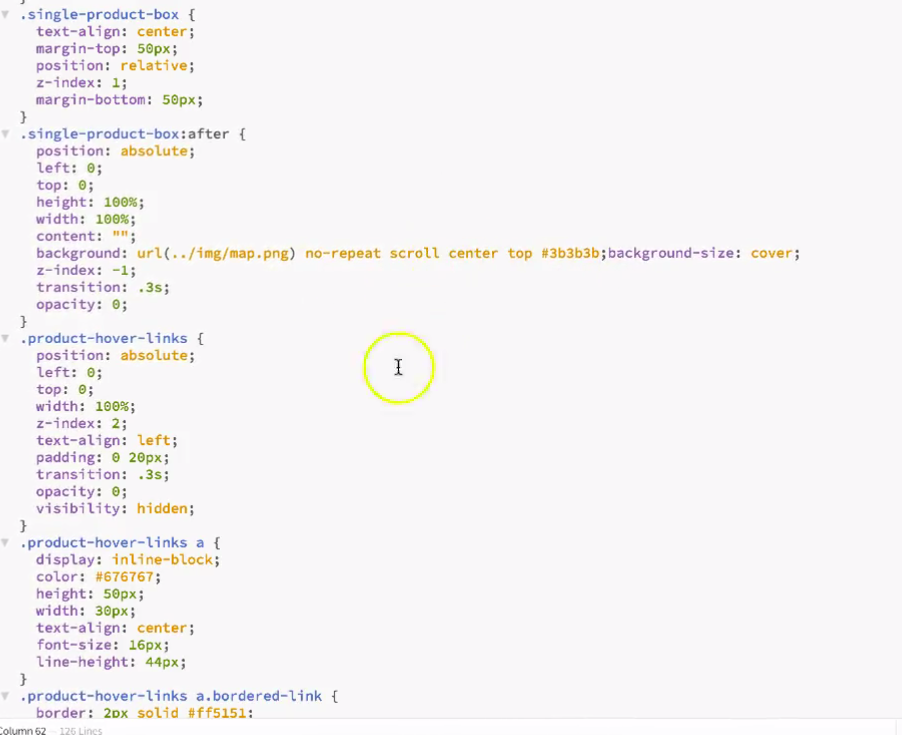 .single-product-box {
text-align: center;
margin-top: 50px;
position: relative;
z-index: 1;
margin-bottom: 50px;
}
.single-product-box:after {
position: absolute;
left: 0;
top: 0;
height: 100%;
width: 100%;
content: "";
background: url(../img/map.png) no-repeat scroll center top #3b3b3b;background-size: cover;
z-index: -1;
transition: .3s;
opacity: 0;
}
.product-hover-links {
position: absolute;
left: 0;
top: 0;
width: 100%;
z-index: 2;
text-align: left;
padding: 0 20px;
transition: .3s;
opacity: 0;
visibility: hidden;
}
.product-hover-links a {
display: inline-block;
color: #676767;
height: 50px;
width: 30px;
text-align: center;
font-size: 16px;
line-height: 44px;
}
.product-hover-links a.bordered-link {
border: 2px solid #ff5151;
Column 62 — 126 Lines